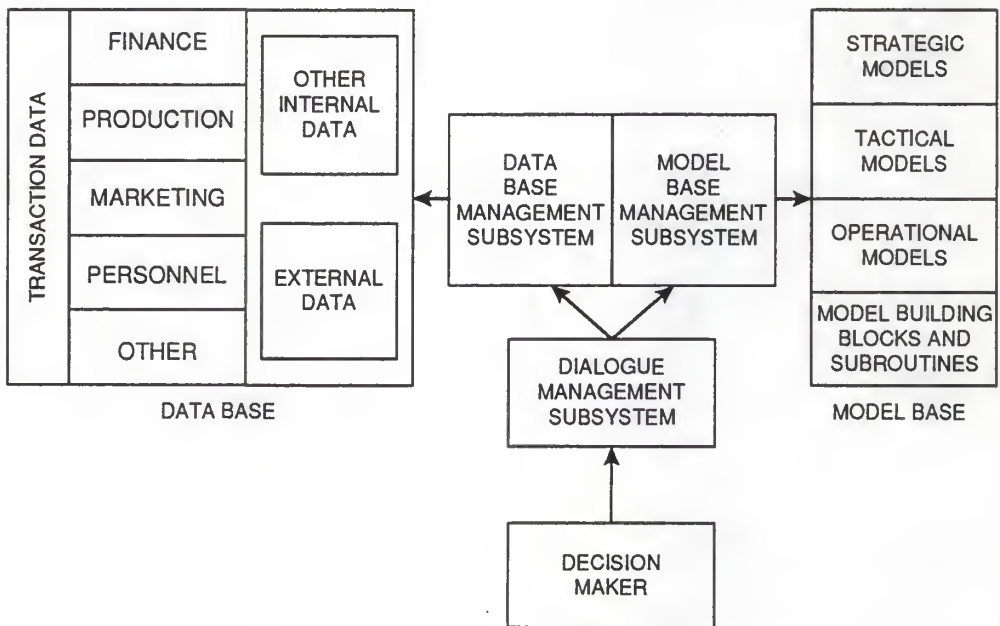 TRANSACTION DATA
FINANCE
PRODUCTION
MARKETING
PERSONNEL
OTHER
OTHER
INTERNAL
DATA
EXTERNAL
DATA
DATA BASE
DATA
BASE
MANAGEMENT
SUBSYSTEM
MODEL
BASE
MANAGEMENT
SUBSYSTEM
DIALOGUE
MANAGEMENT
SUBSYSTEM
DECISION
MAKER
STRATEGIC
MODELS
TACTICAL
MODELS
OPERATIONAL
MODELS
MODEL BUILDING
BLOCKS AND
SUBROUTINES
MODEL BASE